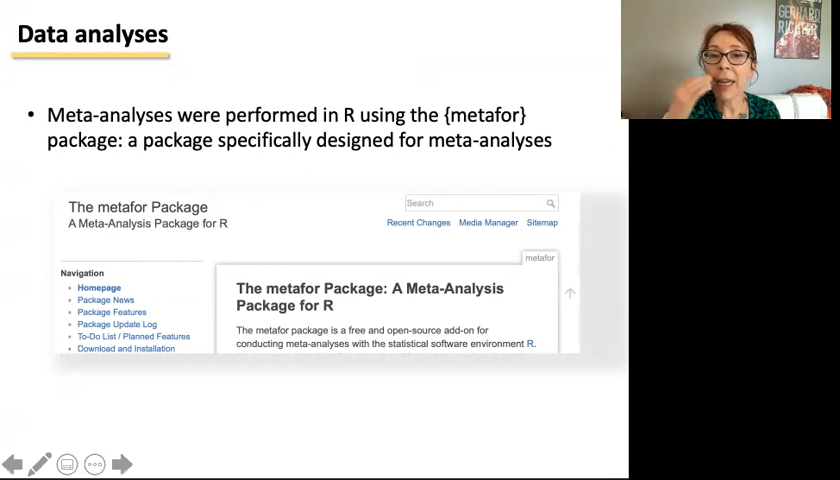 Data analyses
GERHARD
RICHTER
• Meta-analyses were performed in R using the {metafor}
package: a package specifically designed for meta-analyses
The metafor Package
A Meta-Analysis Package for R
Search
Recent Changes Media Manager Sitemap
metafor
Navigation
Homepage
Package News
Package Features
Package Update Log
To-Do List / Planned Features
Download and Installation
The metafor Package: A Meta-Analysis
Package for R
The metafor package is a free and open-source add-on for
conducting meta-analyses with the statistical software environment R.